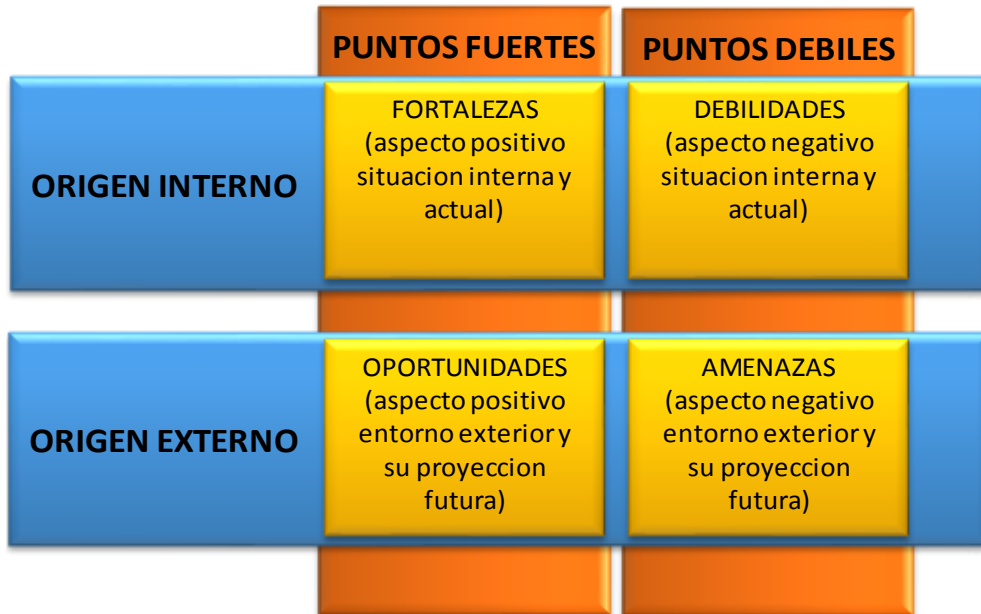 PUNTOS FUERTES
PUNTOS DEBILES
ORIGEN INTERNO
FORTALEZAS
(aspecto positivo
situacion interna y
actual)
DEBILIDADES
(aspecto negativo
situacion interna y
actual)
ORIGEN EXTERNO
OPORTUNIDADES
(aspecto positivo
entorno exterior y
su proyeccion
futura)
AMENAZAS
(aspecto negativo
entorno exterior y
su proyeccion
futura)